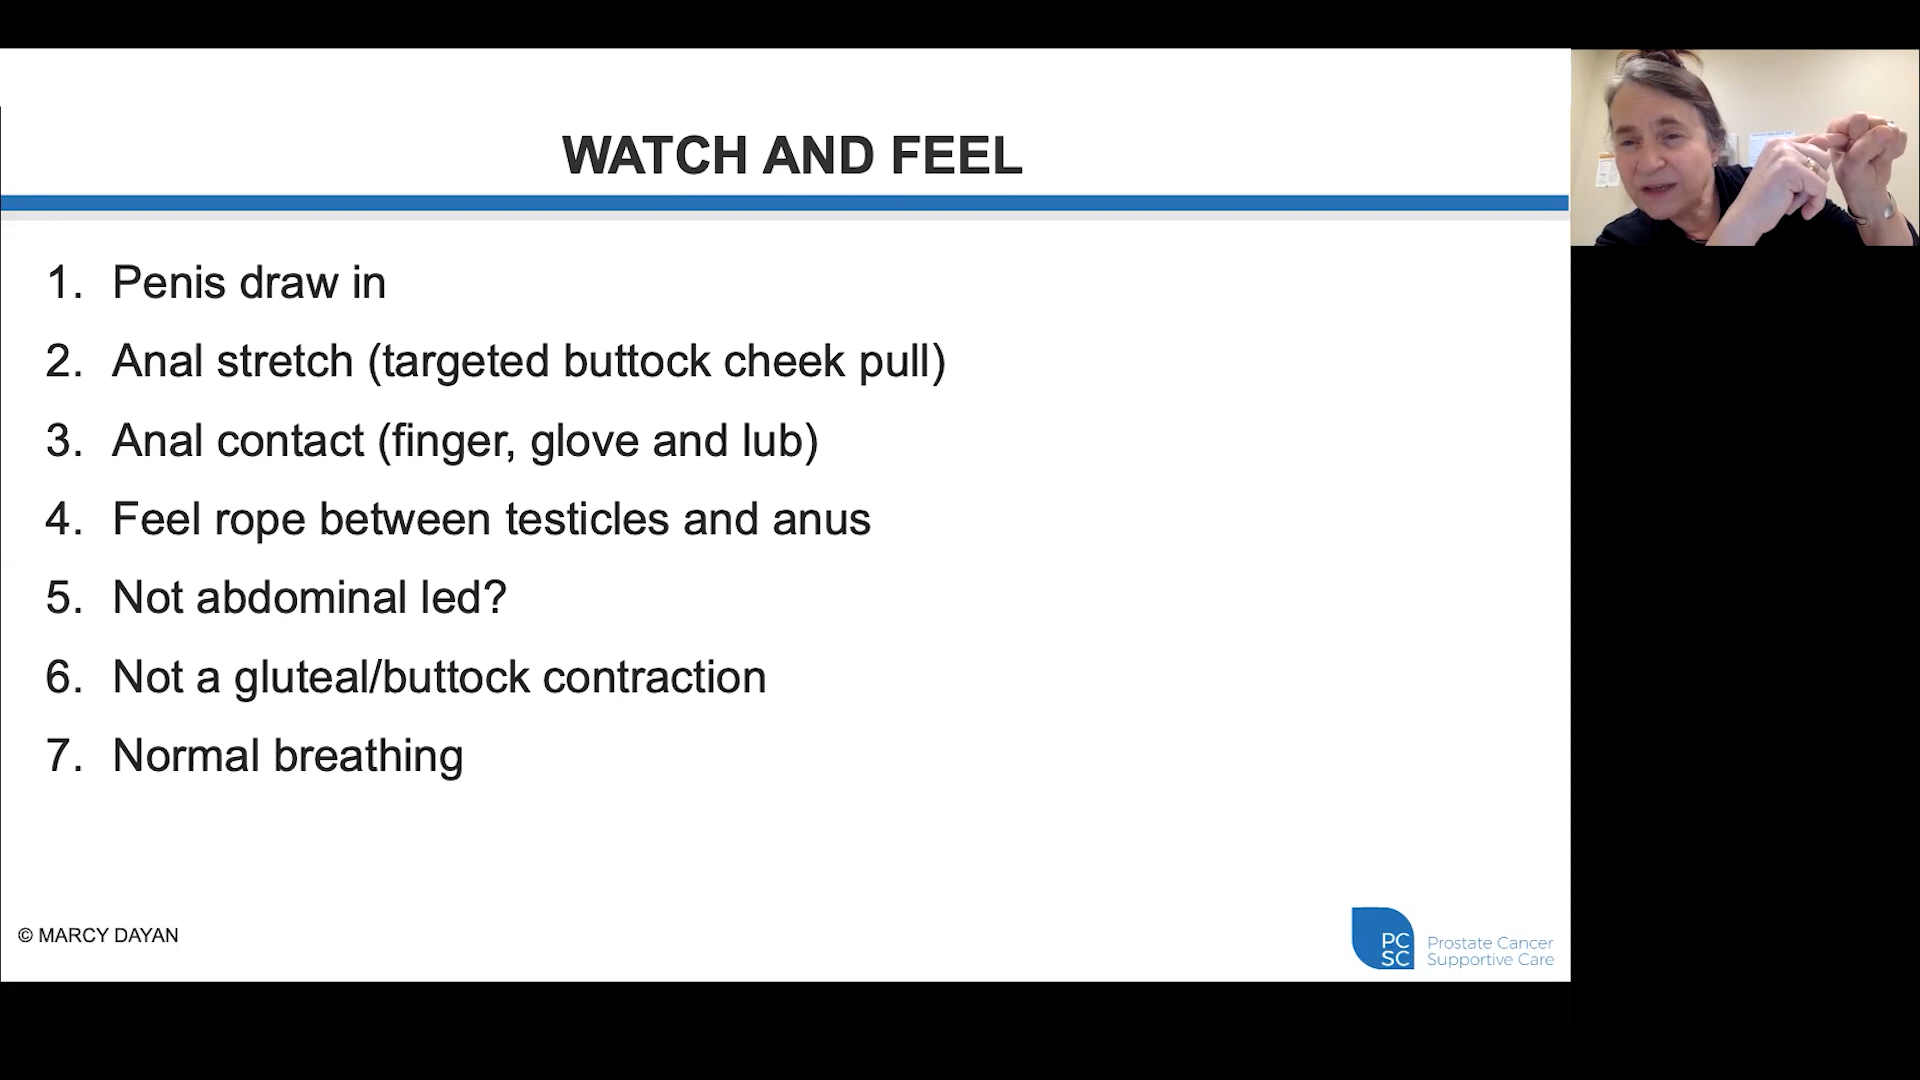 WATCH AND FEEL
1. Penis draw in
2. Anal stretch (targeted buttock cheek pull)
3. Anal contact (finger, glove and lub)
4. Feel rope between testicles and anus
5. Not abdominal led?
6. Not a gluteal/buttock contraction
7. Normal breathing
© MARCY DAYAN
PC
SC
Prostate Cancer
Supportive Care